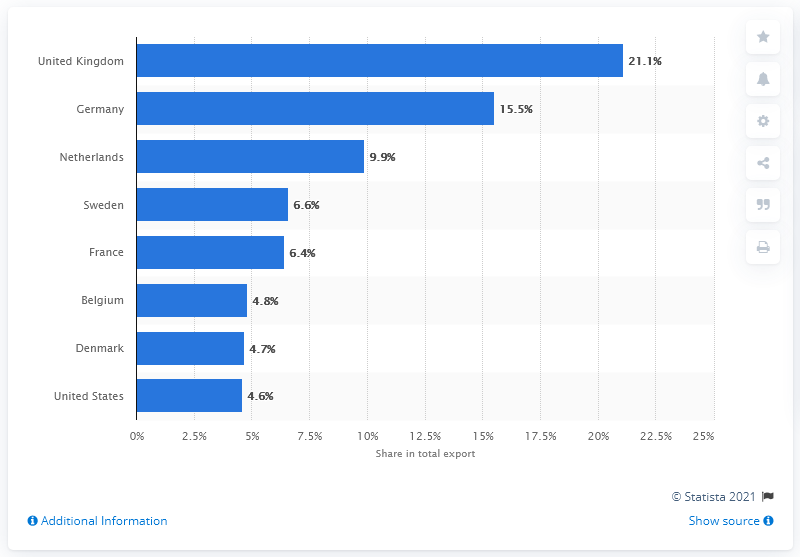 United Kingdom 21.1%
Germany 15.5%
Netherlands 9.9%
Sweden 6.6%
France 6.4%
Belgium 4.8%
Denmark 4.7%
United States 4.6%
0% 2.5% 5% 7.5% 10% 12.5% 15% 17.5% 20% 22.5% 25%
Share in total export
© Statista 2021
Additional Information Show source